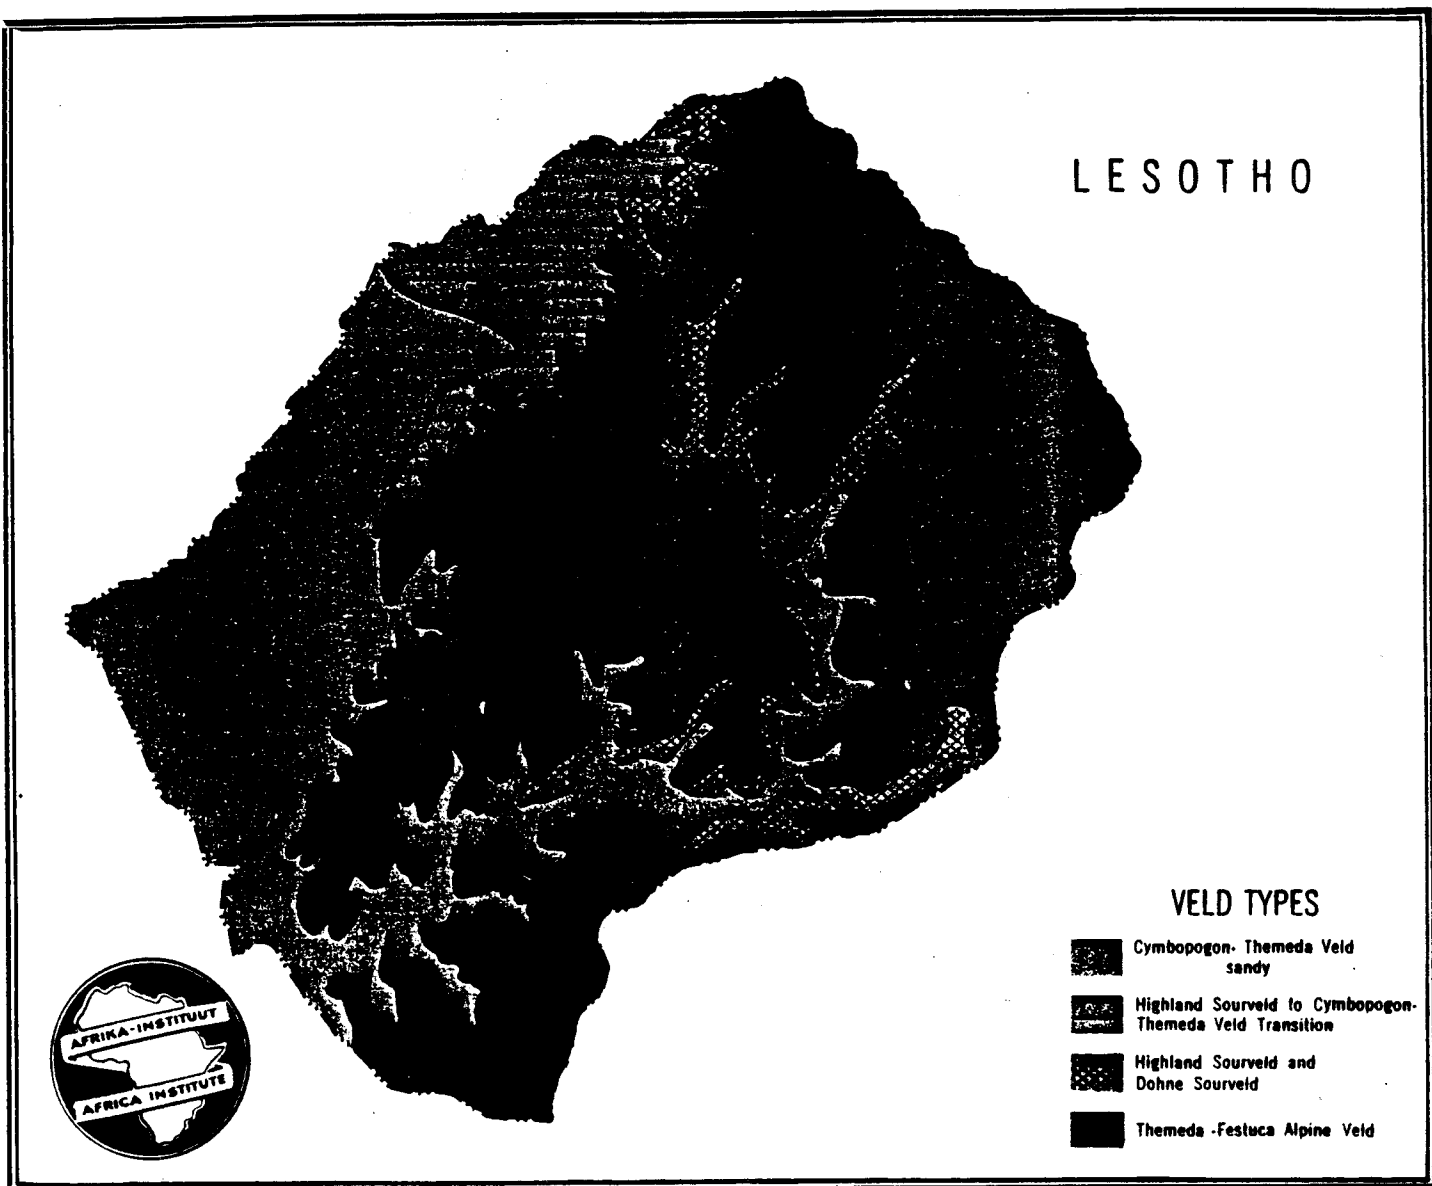 LESOTHO
VELD TYPES
Cymbopogon- Themeda Veld
sandy
Highland Sourveld to Cymbopogon-
Themeda Veld Transition
Highland Sourveld and
Dohne Sourveld
Themeda -Festuca Alpine Veld
AFRIKA-INSTITUUT
AFRICA INSTITUTE